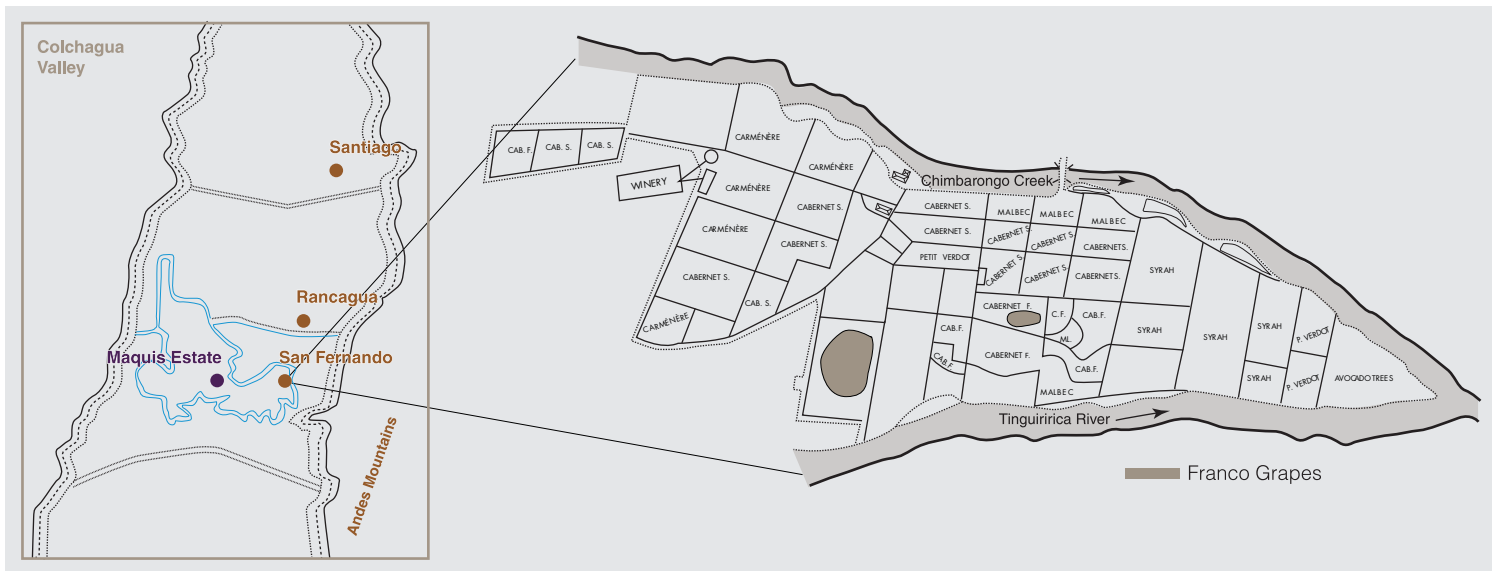 Colchagua
Valley
Santiago
Rancagua
Maquis Estate
San Fernando
Andes Mountains
CAB. F.
CAB. S.
CAB. S.
WINERY
CARMÉNÈRE
CARMÉNÈRE
CARMÉNÈRE
CABERNET S.
CARMÉNÈRE
CABERNET S.
CABERNET S.
CAB. S.
CARMÉNÈRE
Chimbarongo Creek
CABERNET S.
MALBEC
MALBEC
MALBEC
CABERNET S.
CABERNET S.
CABERNET S.
CABERNET S.
PETIT VERDOT
CABERNET S.
CABERNET S.
CABERNET S.
SYRAH
CABERNET F.
C.F.
CAB.F.
CAB.F.
ML.
SYRAH
SYRAH
SYRAH
P. VERDOT
CAB.F.
CABERNET F.
CAB.F.
SYRAH
P. VERDOT
AVOCADO TREES
MALBEC
Tinguiririca River
Franco Grapes